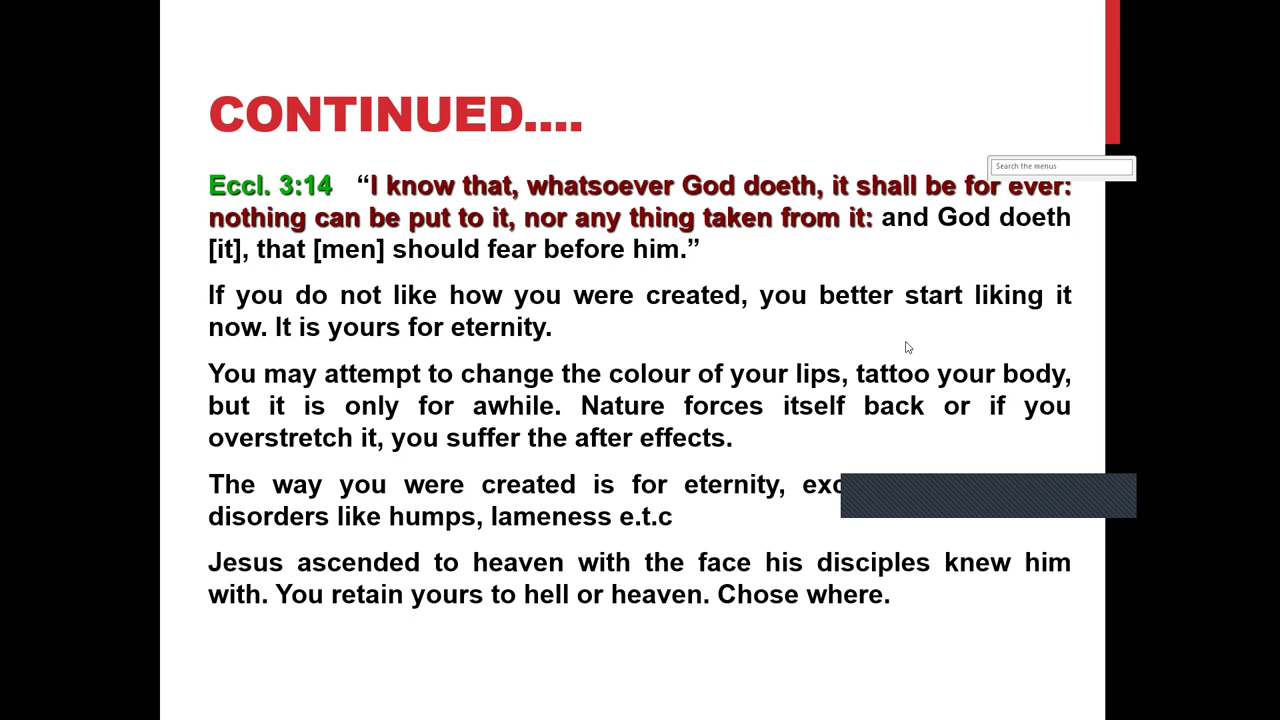 CONTINUED....
Search the menus
Eccl. 3:14 “I know that, whatsoever God doeth, it shall be for ever:
nothing can be put to it, nor any thing taken from it: and God doeth
[it], that [men] should fear before him.”
If you do not like how you were created, you better start liking it
now. It is yours for eternity.
You may attempt to change the colour of your lips, tattoo your body,
but it is only for awhile. Nature forces itself back or if you
overstretch it, you suffer the after effects.
The way you were created is for eternity,
disorders like humps, lameness e.t.c
Jesus ascended to heaven with the face his disciples knew him
with. You retain yours to hell or heaven. Chose where.